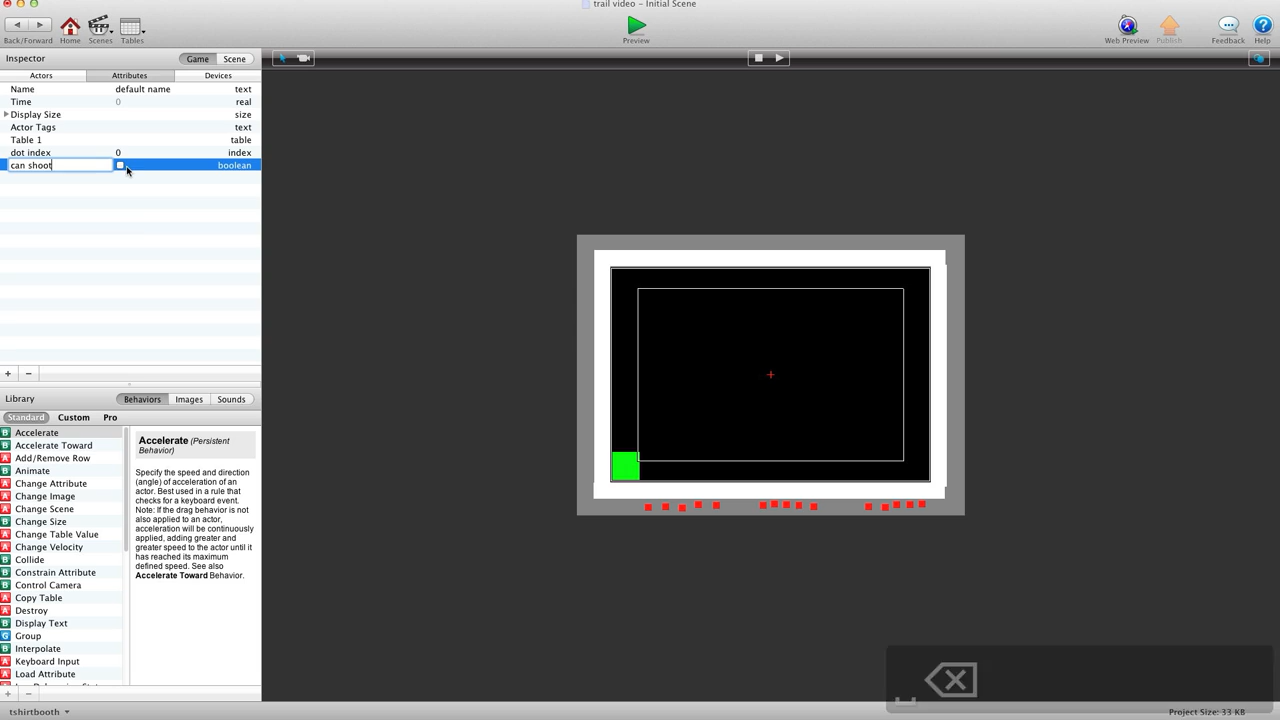 trail video – Initial Scene
Back/Forward Home Scenes Tables Preview Web Preview Publish Feedback Help
Inspector Game Scene
Actors Attributes Devices
Name default name text
Time 0 real
Display Size size
Actor Tags text
Table 1 table
dot index 0 index
can shoot boolean
+ −
Library Behaviors Images Sounds
Standard Custom Pro
B Accelerate
B Accelerate Toward
A Add/Remove Row
B Animate
A Change Attribute
A Change Image
A Change Scene
B Change Size
A Change Table Value
A Change Velocity
B Collide
B Constrain Attribute
B Control Camera
A Copy Table
A Destroy
B Display Text
G Group
B Interpolate
A Keyboard Input
A Load Attribute
Accelerate (Persistent
Behavior)
Specify the speed and direction
(angle) of acceleration of an
actor. Best used in a rule that
checks for a keyboard event.
Note: If the drag behavior is not
also applied to an actor,
acceleration will be continuously
applied, adding greater and
greater speed to the actor until it
has reached its maximum
defined speed. See also
Accelerate Toward Behavior.
+ −
tshirtbooth Project Size: 33 KB